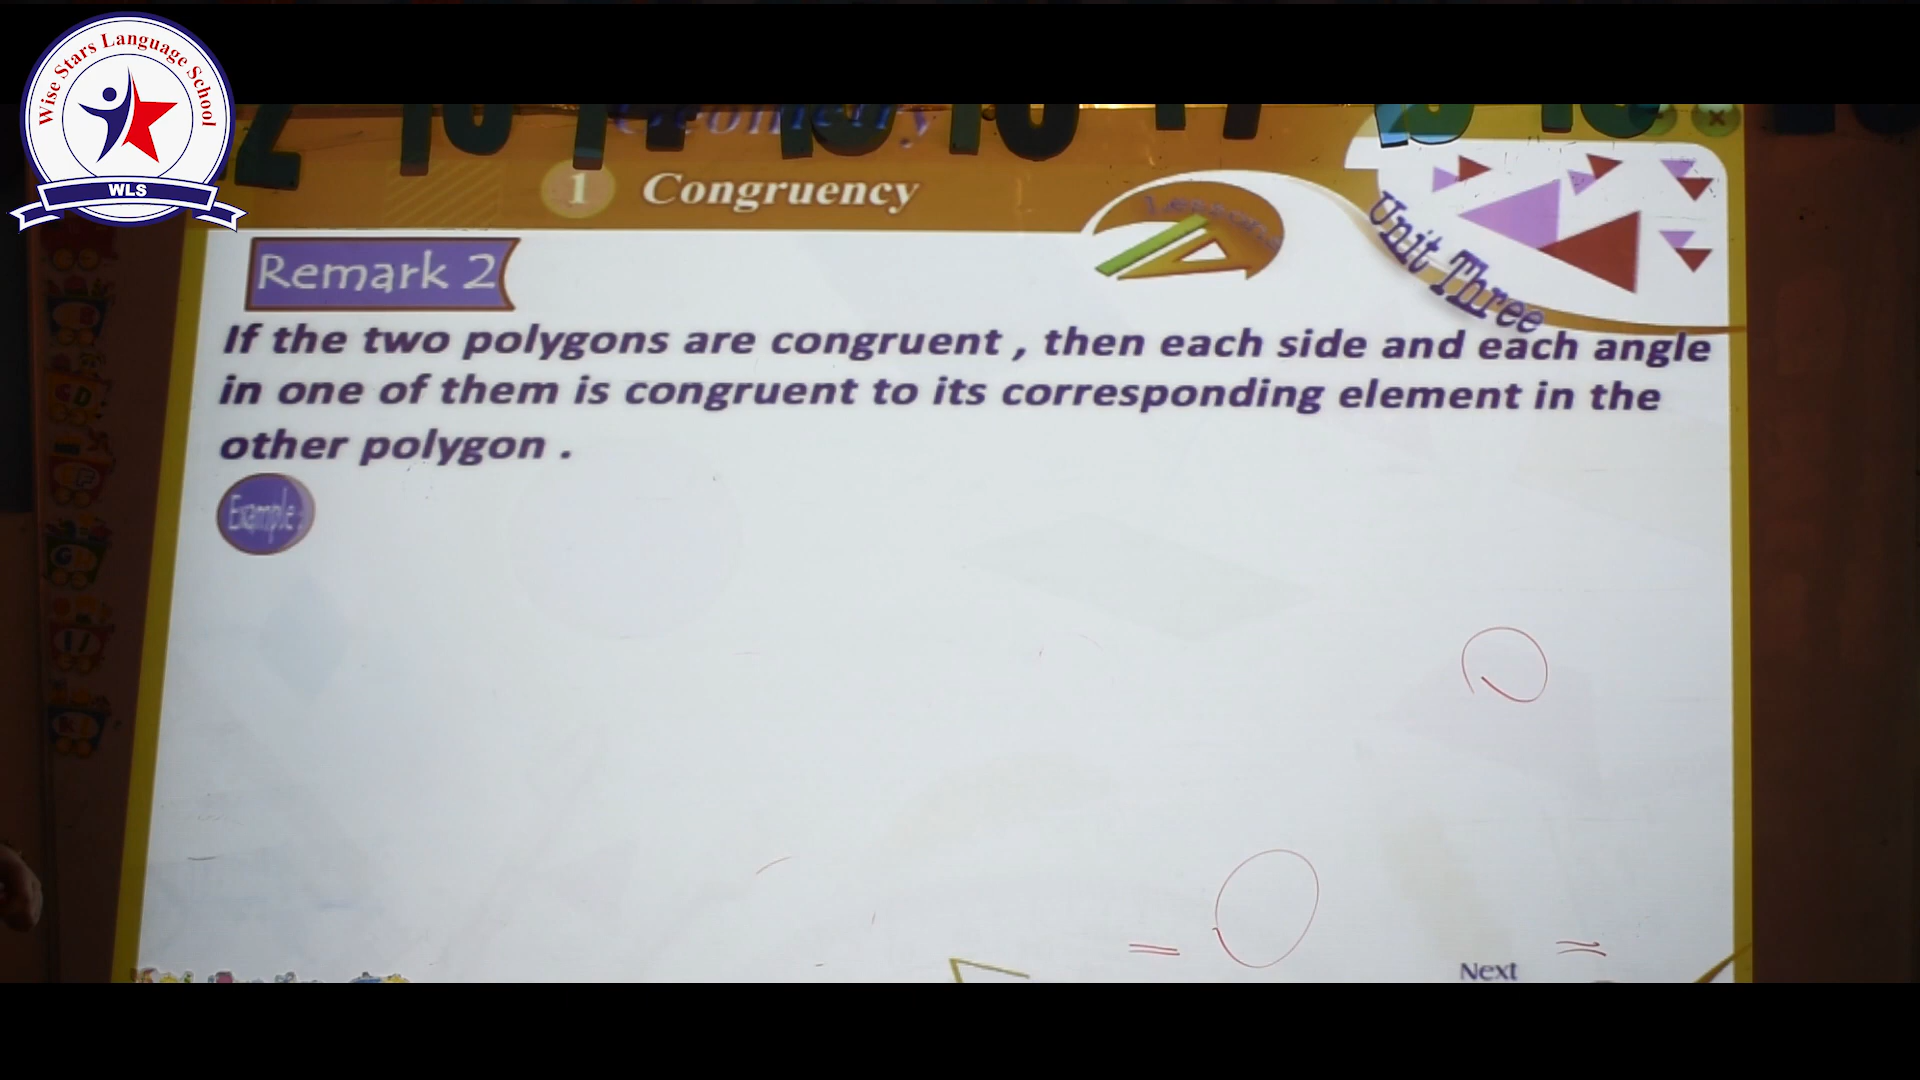 Wise Stars Language School
WLS
Geometry
1 Congruency
Lessons
Unit Three
Remark 2
If the two polygons are congruent , then each side and each angle
in one of them is congruent to its corresponding element in the
other polygon .
Example :
Next